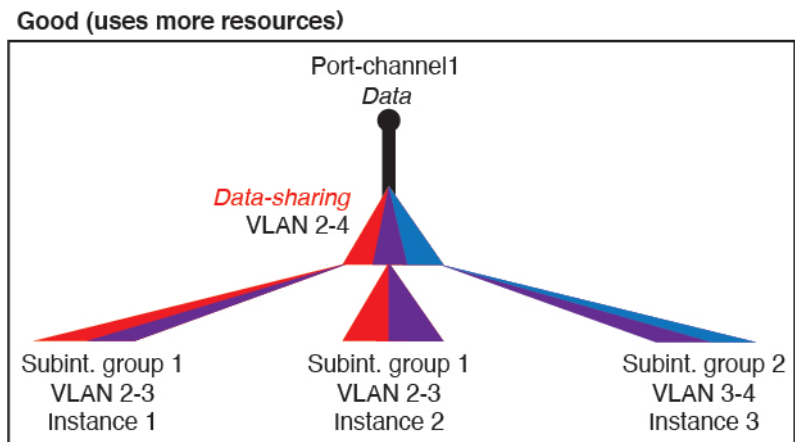 Good (uses more resources)
Port-channel1
Data
Data-sharing
VLAN 2-4
Subint. group 1
VLAN 2-3
Instance 1
Subint. group 1
VLAN 2-3
Instance 2
Subint. group 2
VLAN 3-4
Instance 3